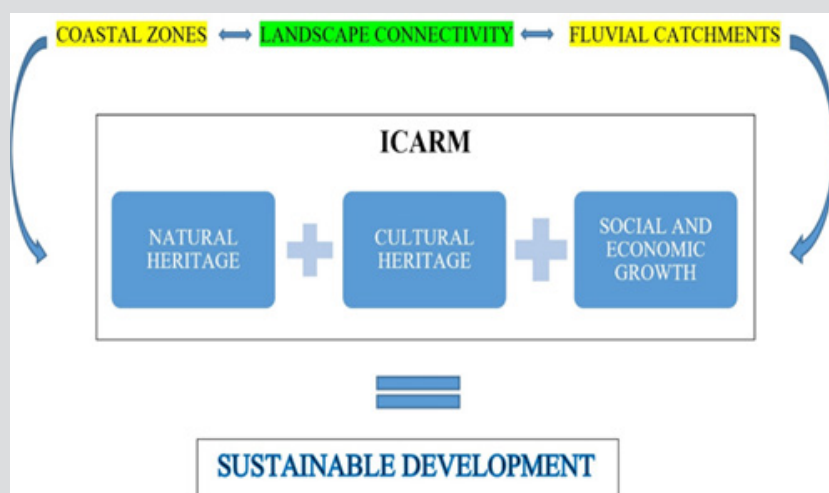 COASTAL ZONES LANDSCAPE CONNECTIVITY FLUVIAL CATCHMENTS
ICARM
NATURAL
HERITAGE
CULTURAL
HERITAGE
SOCIAL AND
ECONOMIC
GROWTH
SUSTAINABLE DEVELOPMENT